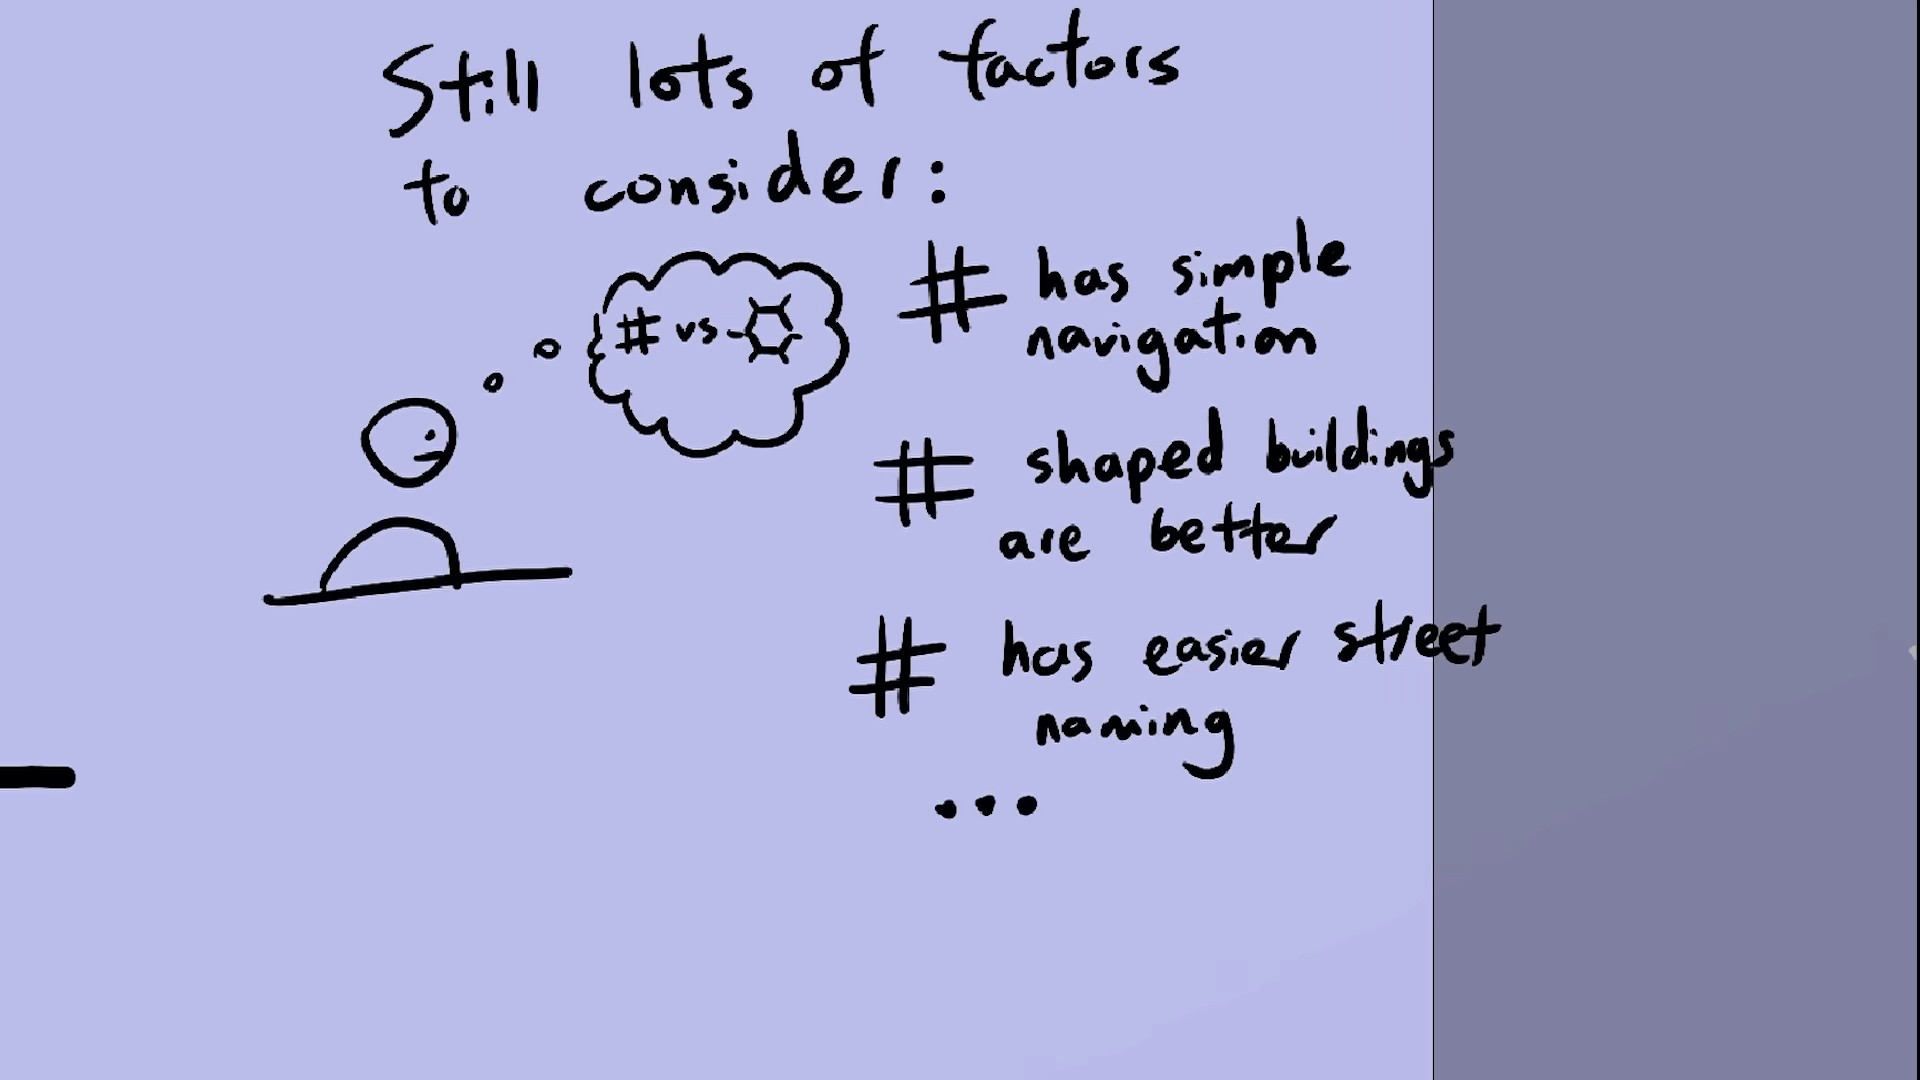 Still lots of factors
to consider:
# vs
# has simple
navigation
# shaped buildings
are better
# has easier street
naming
...